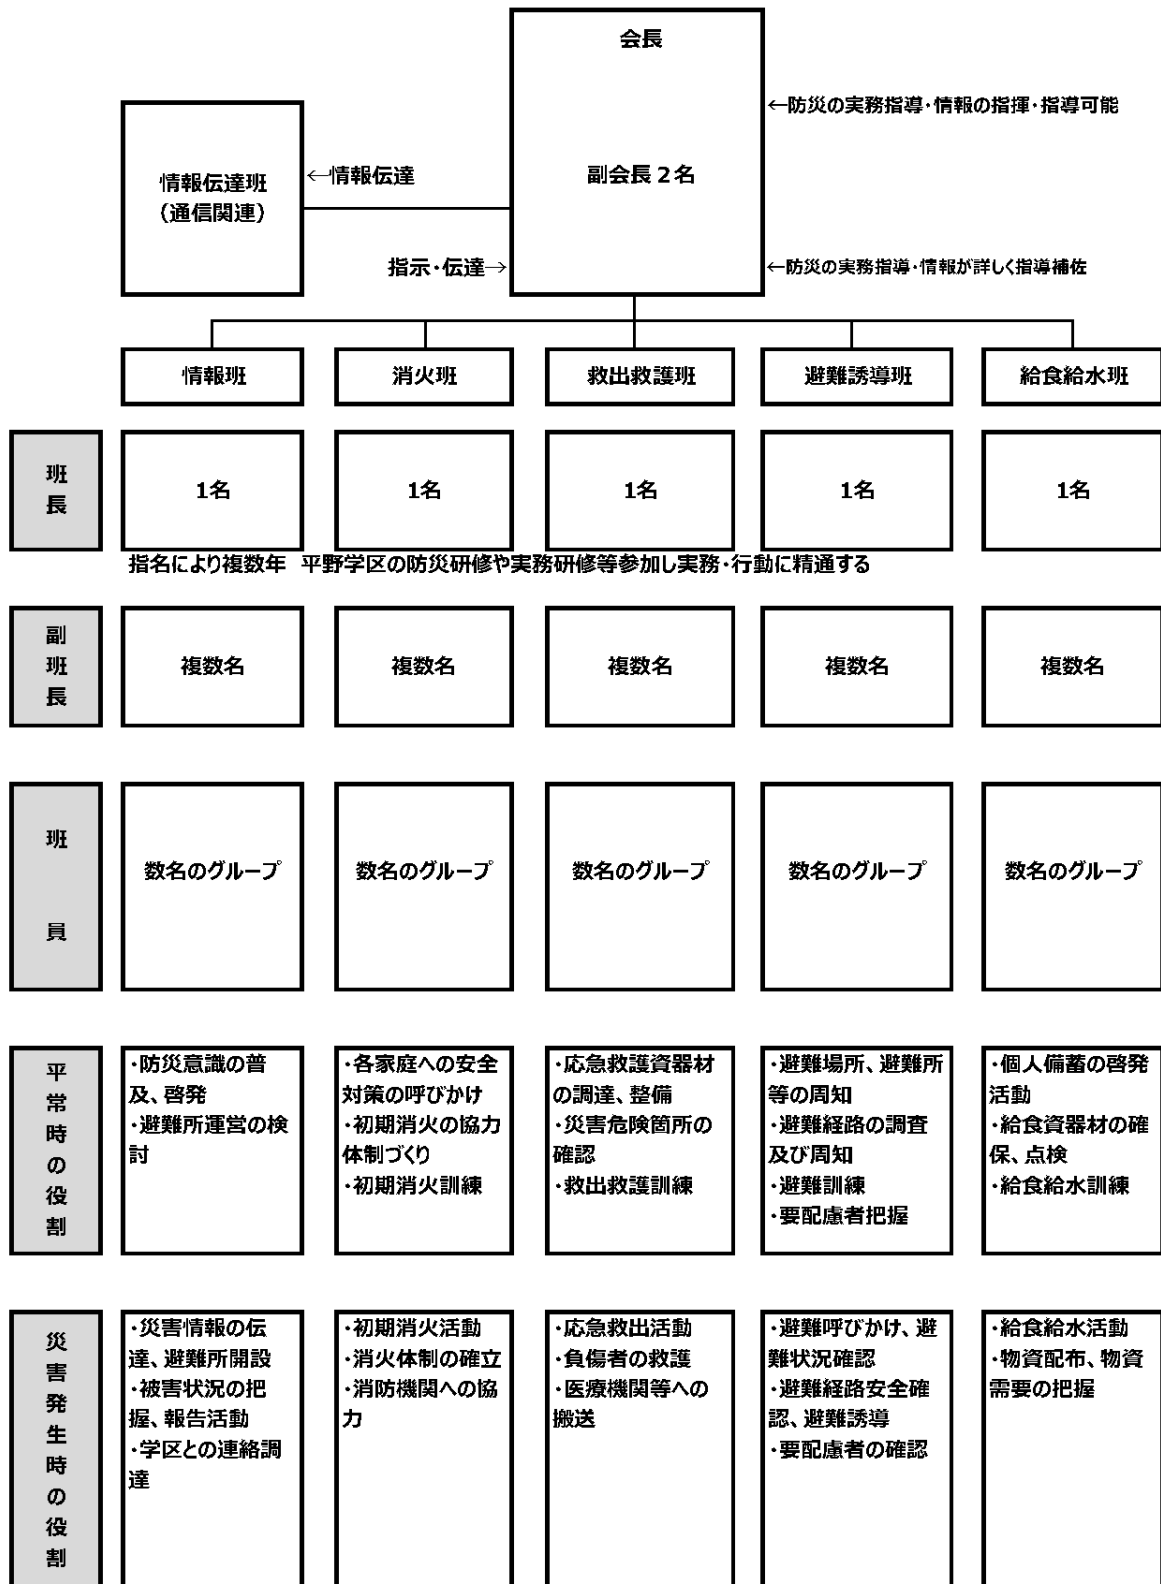 会長
←防災の実務指導・情報の指揮・指導可能
情報伝達班
(通信関連)
←情報伝達
副会長２名
指示・伝達→
←防災の実務指導・情報が詳しく指導補佐
情報班
消火班
救出救護班
避難誘導班
給食給水班
班長
1名
1名
1名
1名
1名
指名により複数年　平野学区の防災研修や実務研修等参加し実務・行動に精通する
副班長
複数名
複数名
複数名
複数名
複数名
班員
数名のグループ
数名のグループ
数名のグループ
数名のグループ
数名のグループ
平常時の役割
・防災意識の普
及、啓発
・避難所運営の検
討
・各家庭への安全
対策の呼びかけ
・初期消火の協力
体制づくり
・初期消火訓練
・応急救護資器材
の調達、整備
・災害危険箇所の
確認
・救出救護訓練
・避難場所、避難所
等の周知
・避難経路の調査
及び周知
・避難訓練
・要配慮者把握
・個人備蓄の啓発
活動
・給食資器材の確
保、点検
・給食給水訓練
災害発生時の役割
・災害情報の伝
達、避難所開設
・被害状況の把
握、報告活動
・学区との連絡調
達
・初期消火活動
・消火体制の確立
・消防機関への協
力
・応急救出活動
・負傷者の救護
・医療機関等への
搬送
・避難呼びかけ、避
難状況確認
・避難経路安全確
認、避難誘導
・要配慮者の確認
・給食給水活動
・物資配布、物資
需要の把握